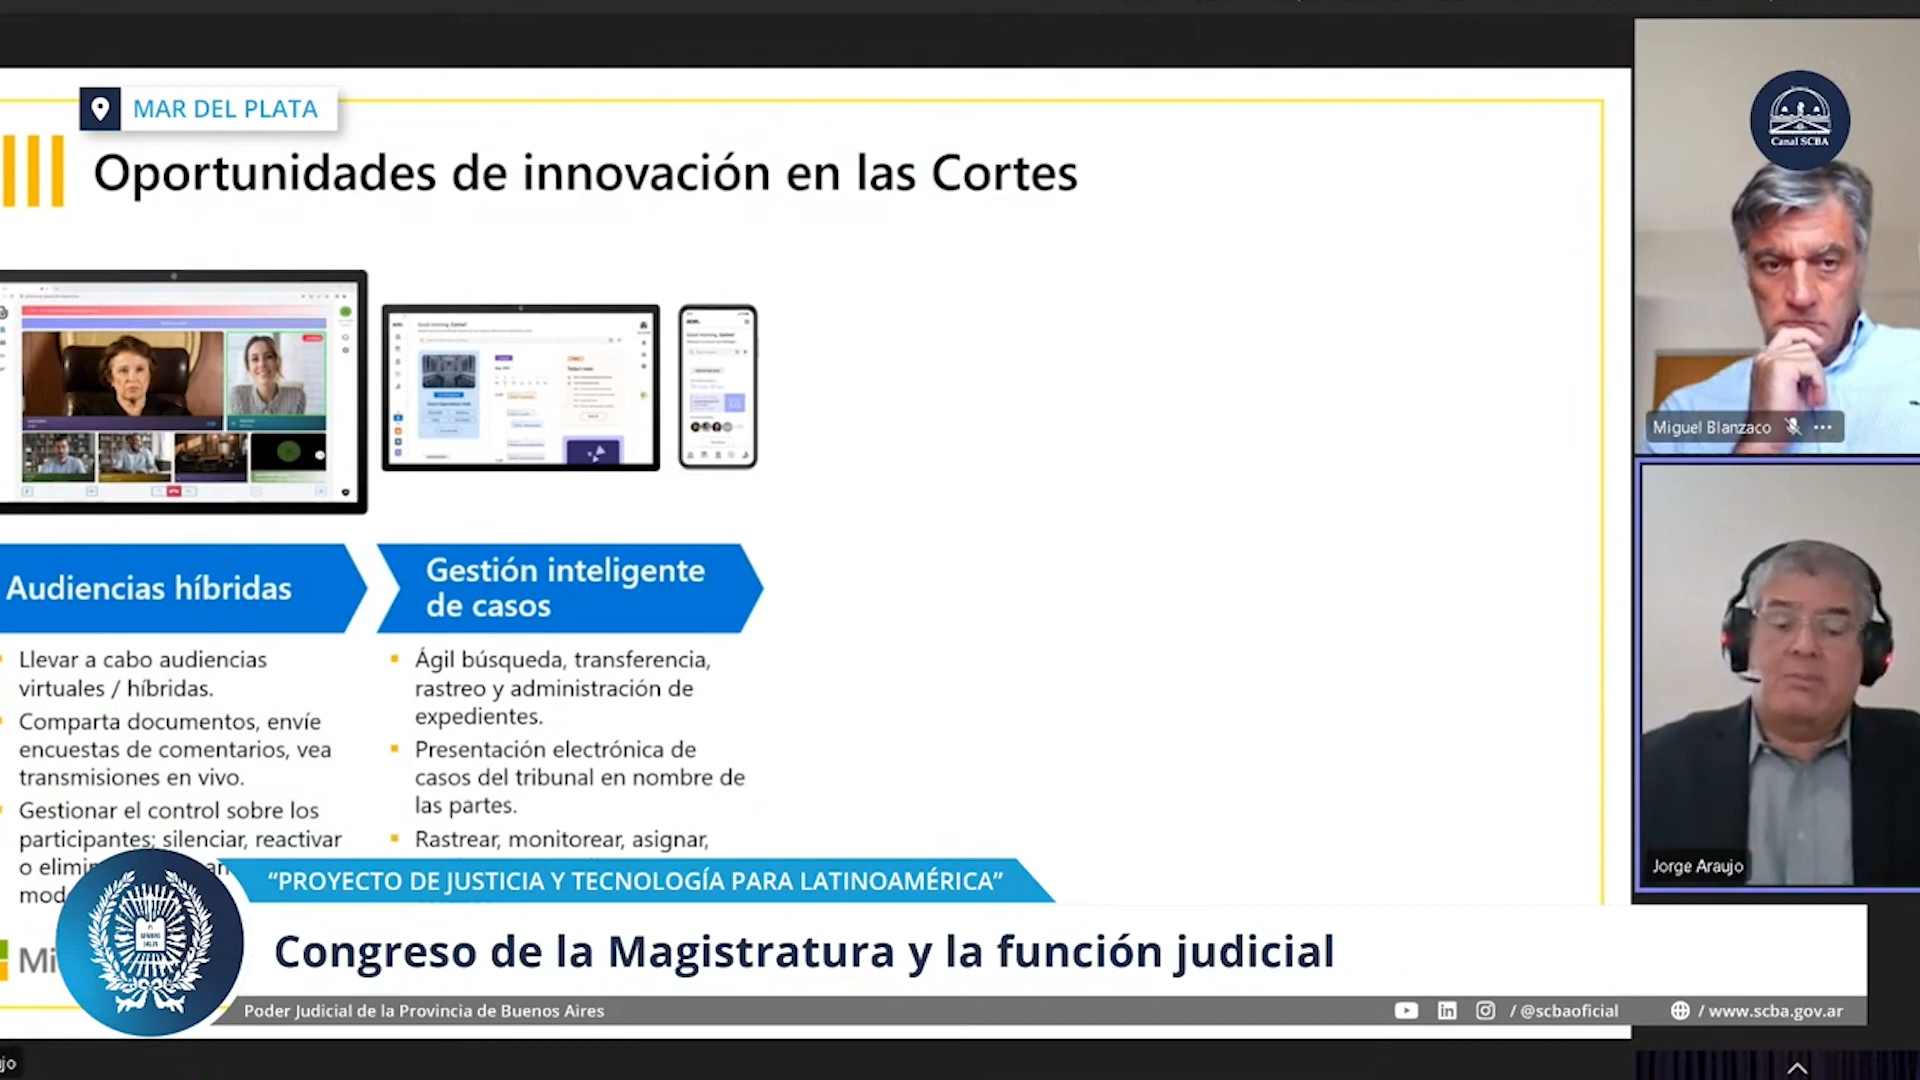 MAR DEL PLATA
Oportunidades de innovación en las Cortes
Canal SCBA
Miguel Blanzaco
Jorge Araujo
Audiencias híbridas
Llevar a cabo audiencias
virtuales / híbridas.
Comparta documentos, envíe
encuestas de comentarios, vea
transmisiones en vivo.
Gestionar el control sobre los
participantes; silenciar, reactivar
Gestión inteligente
de casos
Ágil búsqueda, transferencia,
rastreo y administración de
expedientes.
Presentación electrónica de
casos del tribunal en nombre de
las partes.
Rastrear, monitorear, asignar,
“PROYECTO DE JUSTICIA Y TECNOLOGÍA PARA LATINOAMÉRICA”
Congreso de la Magistratura y la función judicial
Poder Judicial de la Provincia de Buenos Aires
/ @scbaoficial
/ www.scba.gov.ar